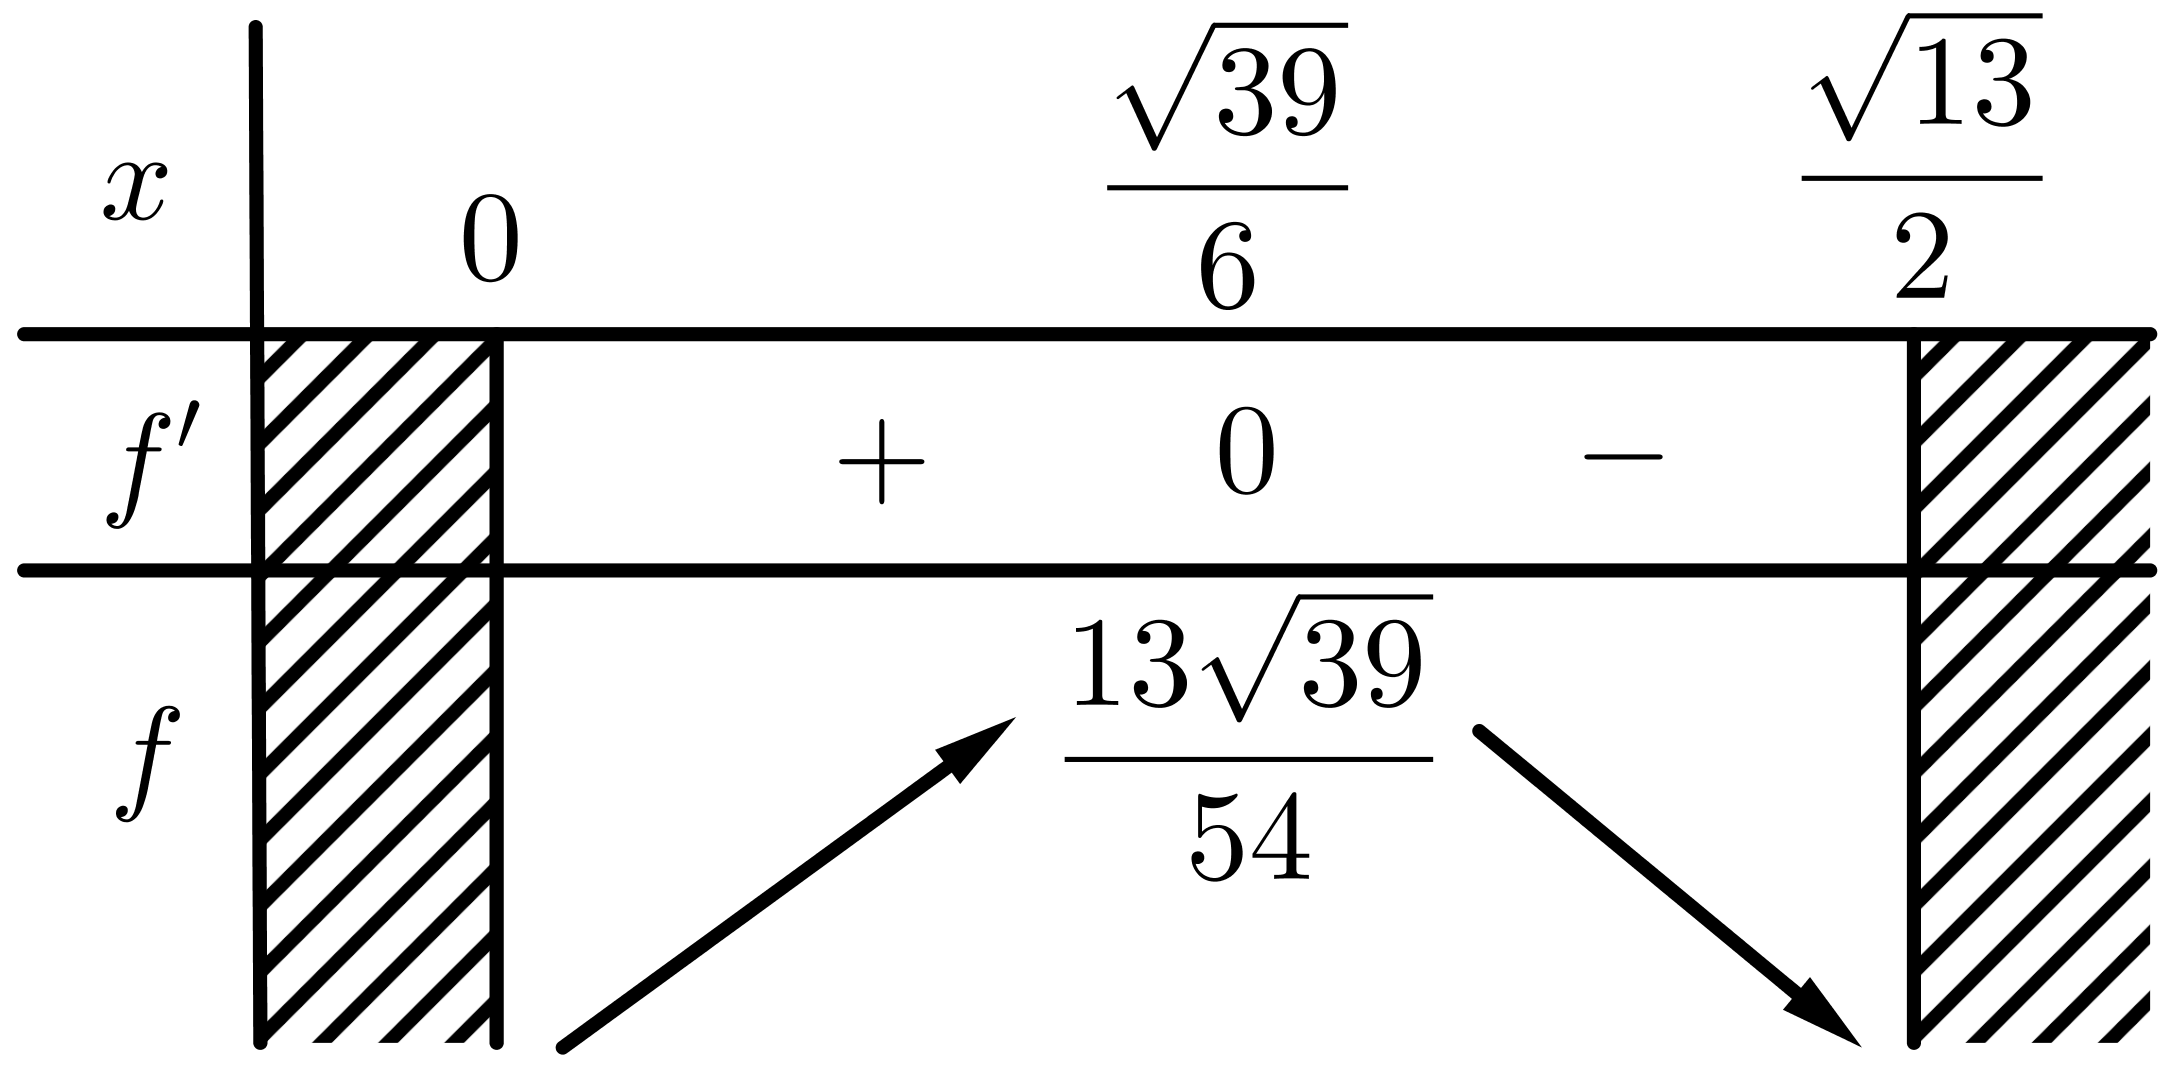 x 0 √39/6 √13/2
f′ + 0 −
f 13√39/54